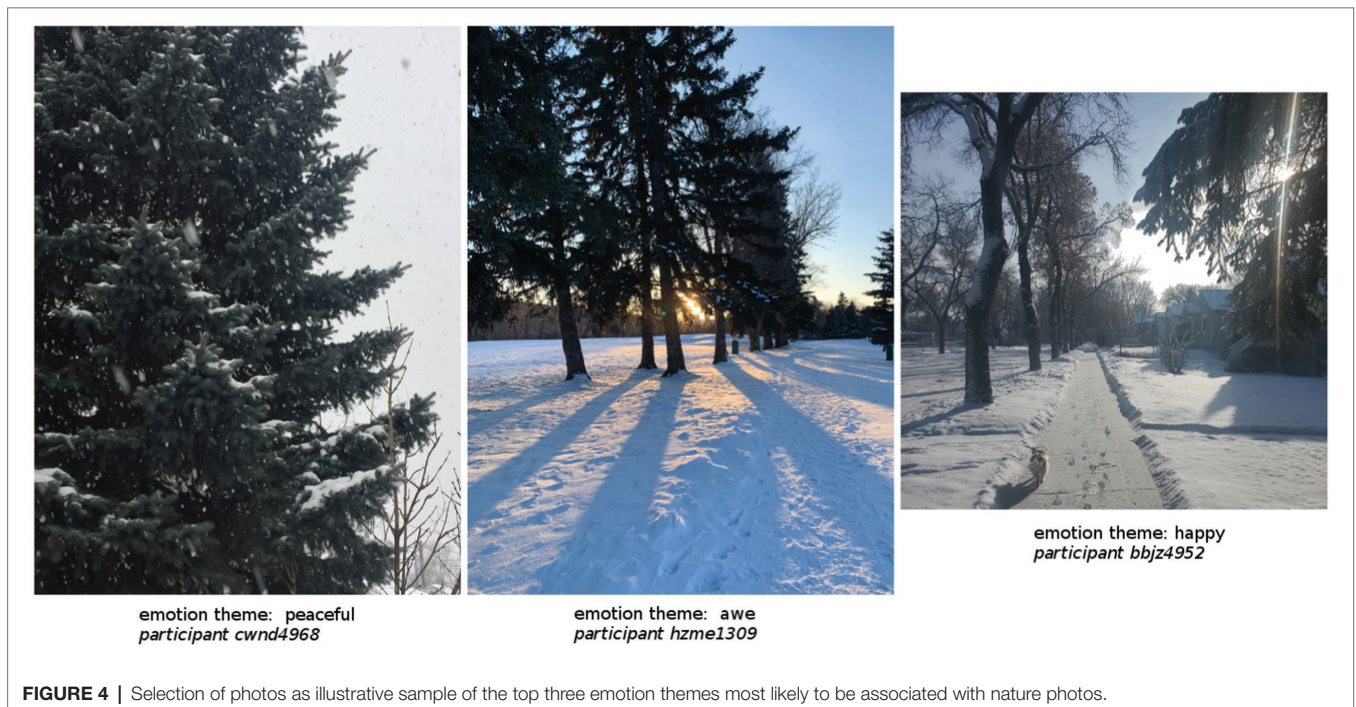 emotion theme: peaceful
participant cwnd4968
emotion theme: awe
participant hzme1309
emotion theme: happy
participant bbjz4952
FIGURE 4 | Selection of photos as illustrative sample of the top three emotion themes most likely to be associated with nature photos.